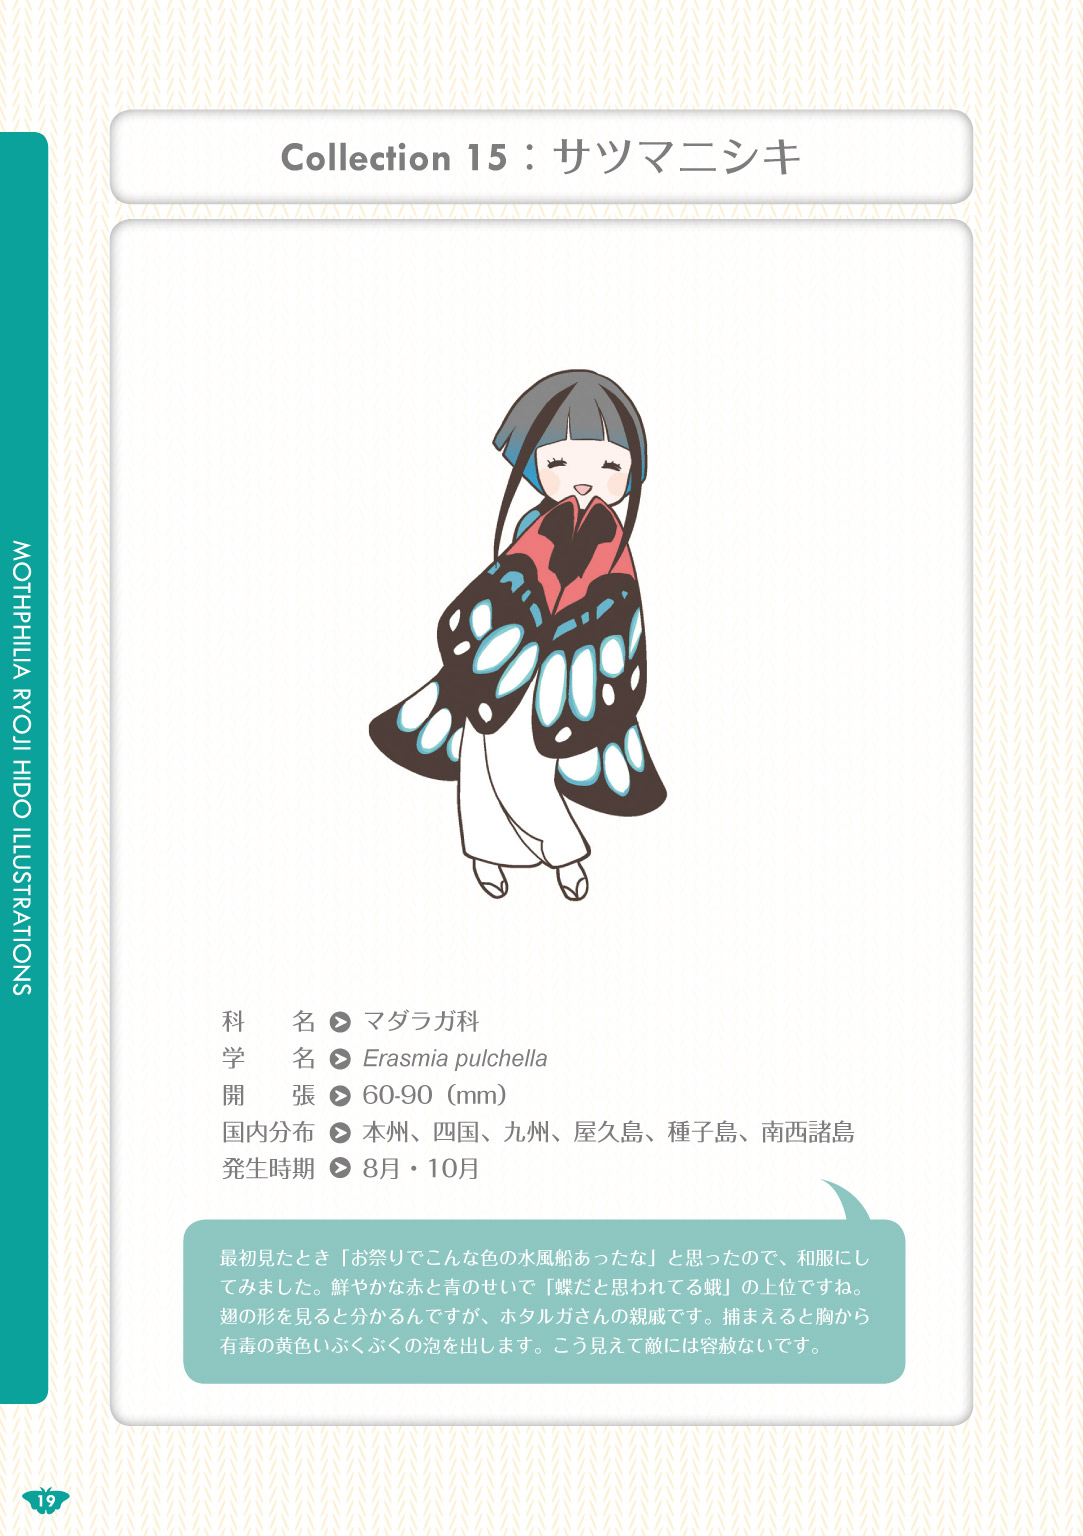 Collection 15：サツマニシキ
MOTHPHILIA RYOJI HIDO ILLUSTRATIONS
科　　名 マダラガ科
学　　名 Erasmia pulchella
開　　張 60-90（mm）
国内分布 本州、四国、九州、屋久島、種子島、南西諸島
発生時期 8月・10月
最初見たとき「お祭りでこんな色の水風船あったな」と思ったので、和服にし
てみました。鮮やかな赤と青のせいで「蝶だと思われてる蛾」の上位ですね。
翅の形を見ると分かるんですが、ホタルガさんの親戚です。捕まえると胸から
有毒の黄色いぶくぶくの泡を出します。こう見えて敵には容赦ないです。
19